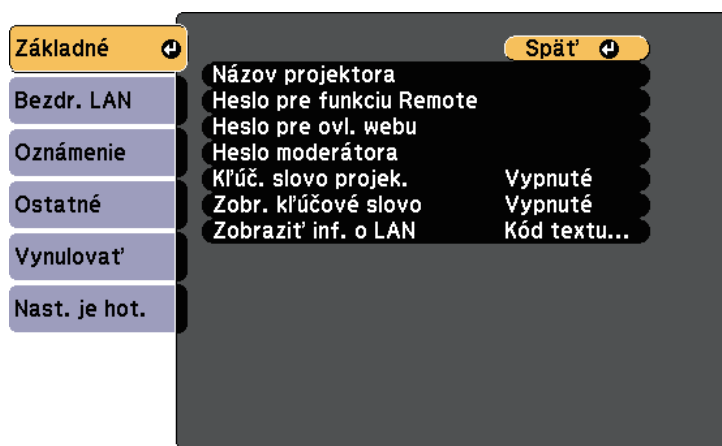 Základné
Bezdr. LAN
Oznámenie
Ostatné
Vynulovať
Nast. je hot.
Späť
Názov projektora
Heslo pre funkciu Remote
Heslo pre ovl. webu
Heslo moderátora
Kľúč. slovo projek. Vypnuté
Zobr. kľúčové slovo Vypnuté
Zobraziť inf. o LAN Kód textu...